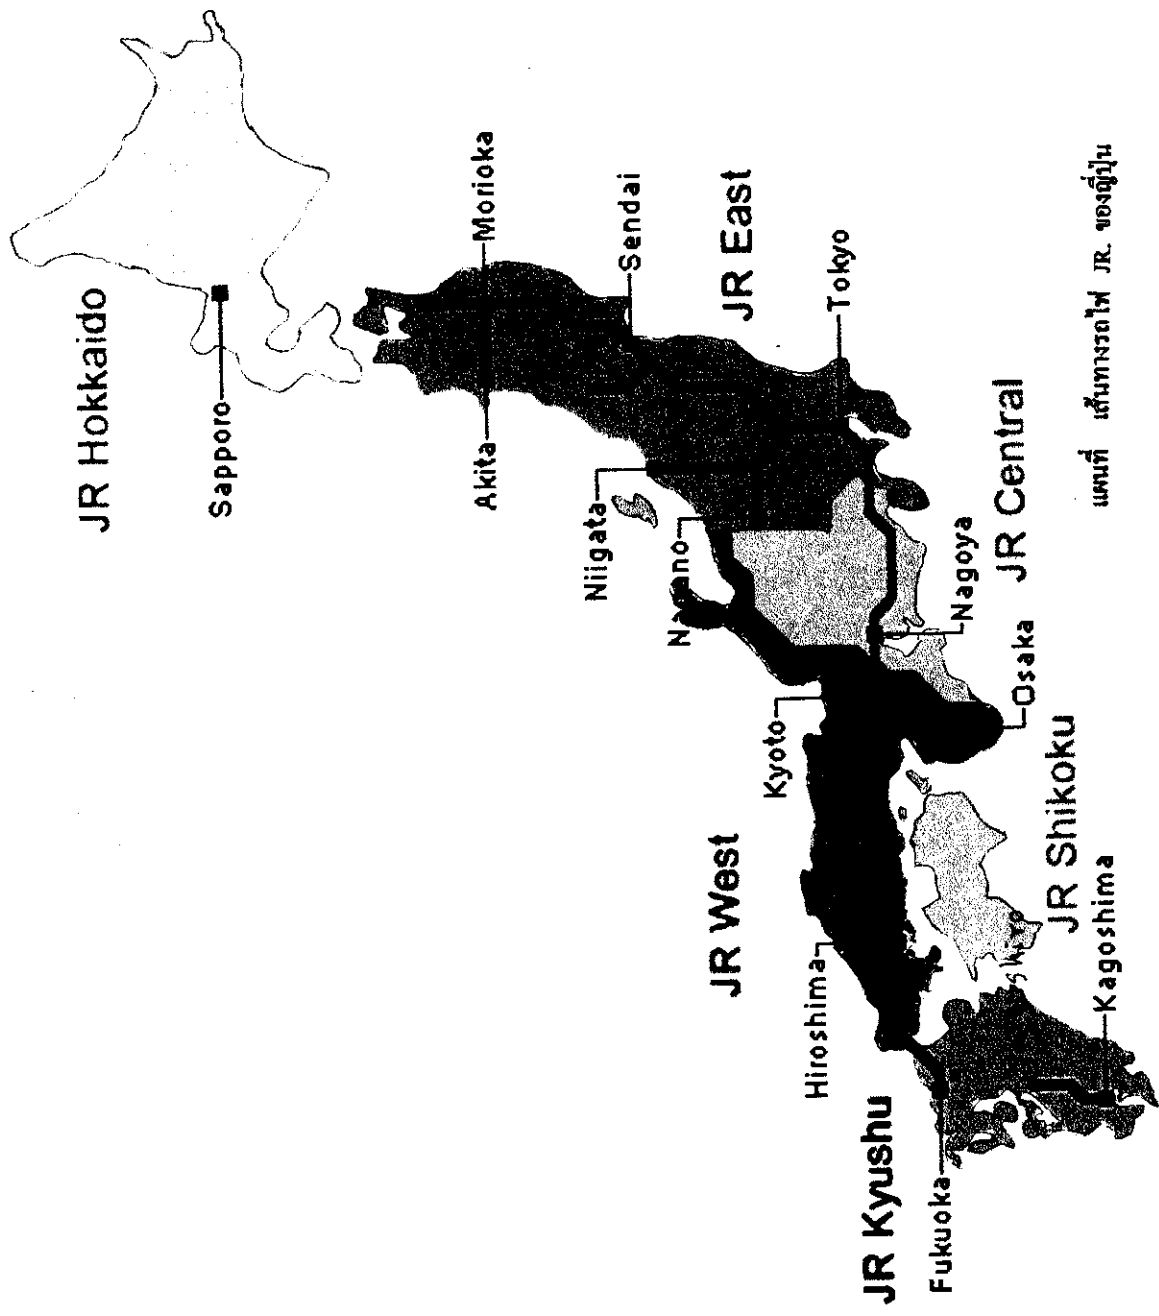 JR Hokkaido
Sapporo
Akita
Morioka
Sendai
JR East
Niigata
Nagano
Tokyo
JR Central
Nagoya
Kyoto
Osaka
JR West
Hiroshima
JR Shikoku
JR Kyushu
Fukuoka
Kagoshima
แผนที่ เส้นทางรถไฟ JR. ของญี่ปุ่น